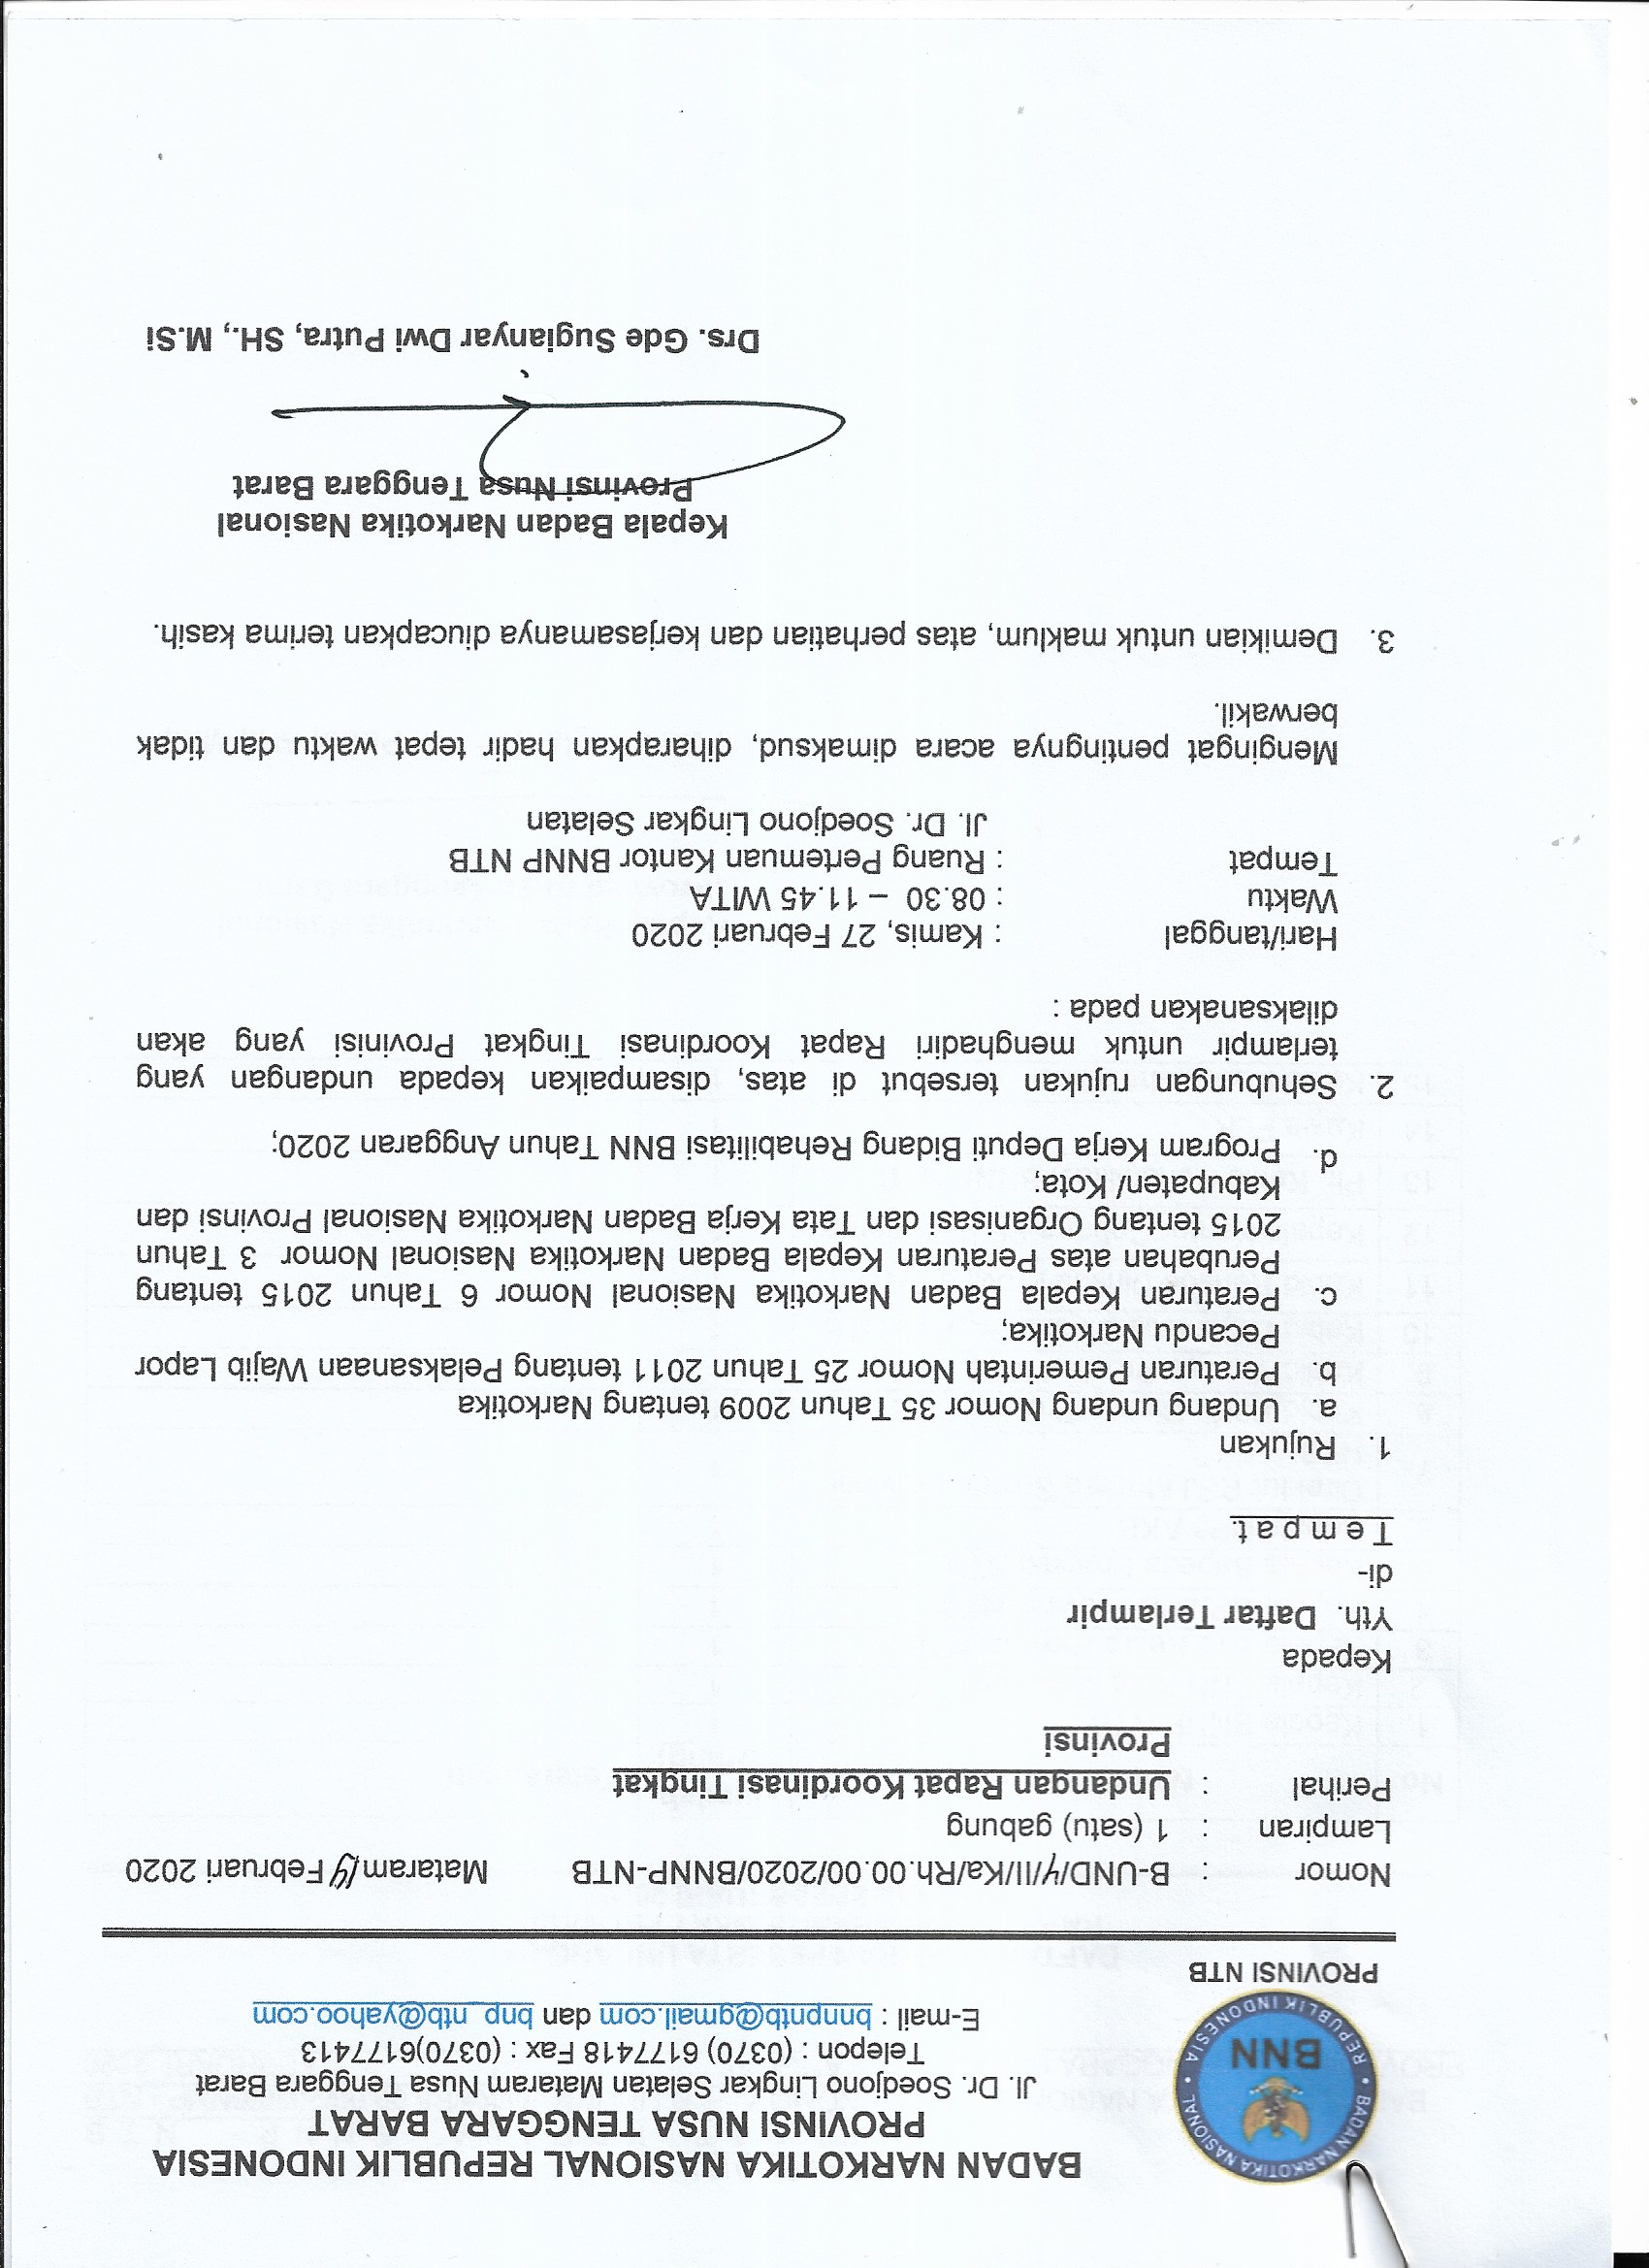 BADAN NARKOTIKA NASIONAL REPUBLIK INDONESIA
PROVINSI NUSA TENGGARA BARAT
Jl. Dr. Soedjono Lingkar Selatan Mataram Nusa Tenggara Barat
Telepon : (0370) 6177418 Fax : (0370)6177413
E-mail : bnnpntb@gmail.com dan bnp_ntb@yahoo.com
BADAN NARKOTIKA NASIONAL
BNN
REPUBLIK INDONESIA
PROVINSI NTB
Nomor : B-UND/4/II/Ka/Rh.00.00/2020/BNNP-NTB Mataram, Februari 2020
Lampiran : 1 (satu) gabung
Perihal : Undangan Rapat Koordinasi Tingkat
Provinsi
Kepada
Yth. Daftar Terlampir
di-
T e m p a t.
1. Rujukan
a. Undang undang Nomor 35 Tahun 2009 tentang Narkotika
b. Peraturan Pemerintah Nomor 25 Tahun 2011 tentang Pelaksanaan Wajib Lapor
Pecandu Narkotika;
c. Peraturan Kepala Badan Narkotika Nasional Nomor 6 Tahun 2015 tentang
Perubahan atas Peraturan Kepala Badan Narkotika Nasional Nomor 3 Tahun
2015 tentang Organisasi dan Tata Kerja Badan Narkotika Nasional Provinsi dan
Kabupaten/ Kota;
d. Program Kerja Deputi Bidang Rehabilitasi BNN Tahun Anggaran 2020;
2. Sehubungan rujukan tersebut di atas, disampaikan kepada undangan yang
terlampir untuk menghadiri Rapat Koordinasi Tingkat Provinisi yang akan
dilaksanakan pada :
Hari/tanggal : Kamis, 27 Februari 2020
Waktu : 08.30 – 11.45 WITA
Tempat : Ruang Pertemuan Kantor BNNP NTB
Jl. Dr. Soedjono Lingkar Selatan
Mengingat pentingnya acara dimaksud, diharapkan hadir tepat waktu dan tidak
berwakil.
3. Demikian untuk maklum, atas perhatian dan kerjasamanya diucapkan terima kasih.
Kepala Badan Narkotika Nasional
Provinsi Nusa Tenggara Barat
Drs. Gde Sugianyar Dwi Putra, SH., M.Si